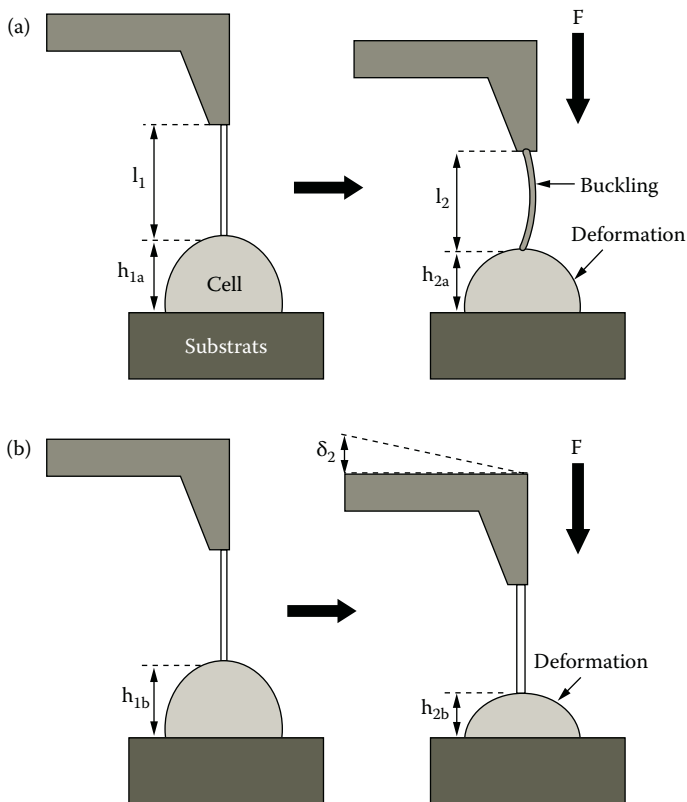 (a)
F
l₁
l₂
Buckling
Deformation
h₁ₐ
Cell
h₂ₐ
Substrats
(b)
δ₂
F
Deformation
h₁b
h₂b